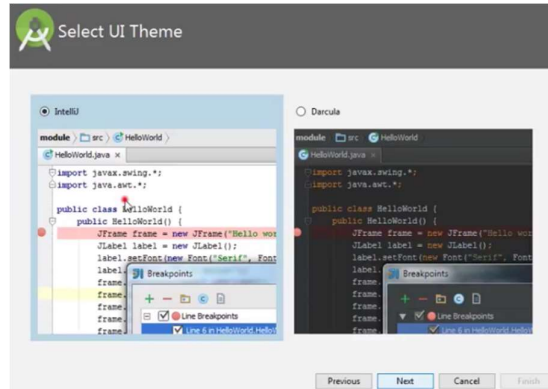 Select UI Theme
IntelliJ
Darcula
module src HelloWorld
HelloWorld.java ×
import javax.swing.*;
import java.awt.*;
public class HelloWorld {
public HelloWorld() {
JFrame frame = new JFrame("Hello wor
JLabel label = new JLabel();
label.setFont(new Font("Serif", Font
label.
frame.
frame.
frame.
frame.
frame.
Breakpoints
Line Breakpoints
Line 6 in HelloWorld.HelloW
module src HelloWorld
HelloWorld.java ×
import javax.swing.*;
import java.awt.*;
public class HelloWorld {
public HelloWorld() {
JFrame frame = new JFrame("Hello wor
JLabel label = new JLabel();
label.setFont(new Font("Serif", Font
label.
frame.
frame.
frame.
frame.
frame.
Breakpoints
Line Breakpoints
Line 6 in HelloWorld.HelloW
Previous Next Cancel Finish